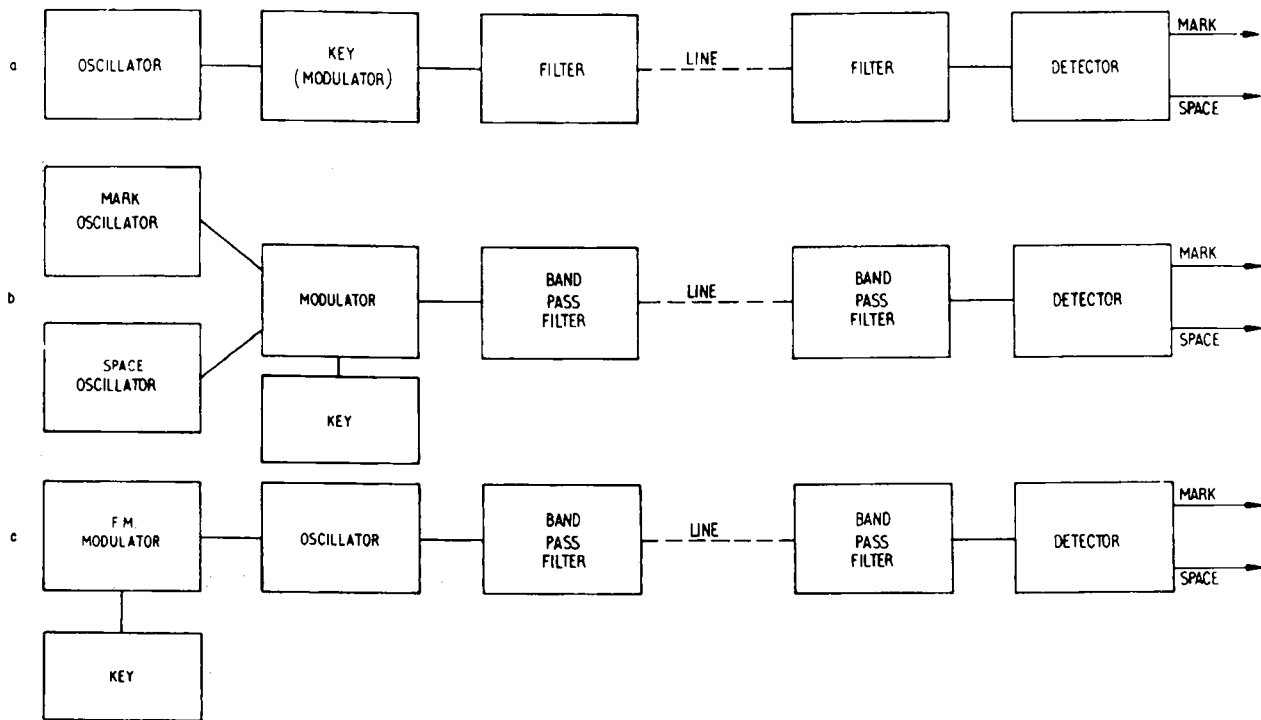 a
OSCILLATOR
KEY
(MODULATOR)
FILTER
LINE
FILTER
DETECTOR
MARK
SPACE
b
MARK
OSCILLATOR
SPACE
OSCILLATOR
MODULATOR
KEY
BAND
PASS
FILTER
LINE
BAND
PASS
FILTER
DETECTOR
MARK
SPACE
c
F.M.
MODULATOR
KEY
OSCILLATOR
BAND
PASS
FILTER
LINE
BAND
PASS
FILTER
DETECTOR
MARK
SPACE